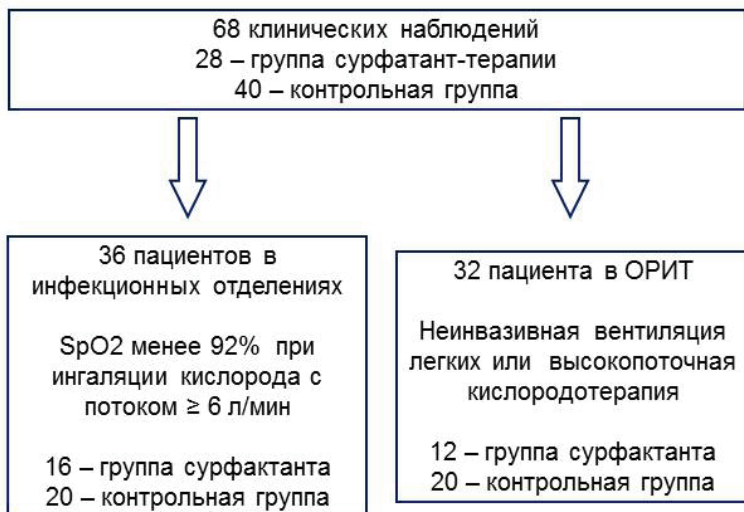 68 клинических наблюдений
28 – группа сурфатант-терапии
40 – контрольная группа
36 пациентов в
инфекционных отделениях
SpO2 менее 92% при
ингаляции кислорода с
потоком ≥ 6 л/мин
16 – группа сурфактанта
20 – контрольная группа
32 пациента в ОРИТ
Неинвазивная вентиляция
легких или высокопоточная
кислородотерапия
12 – группа сурфактанта
20 – контрольная группа